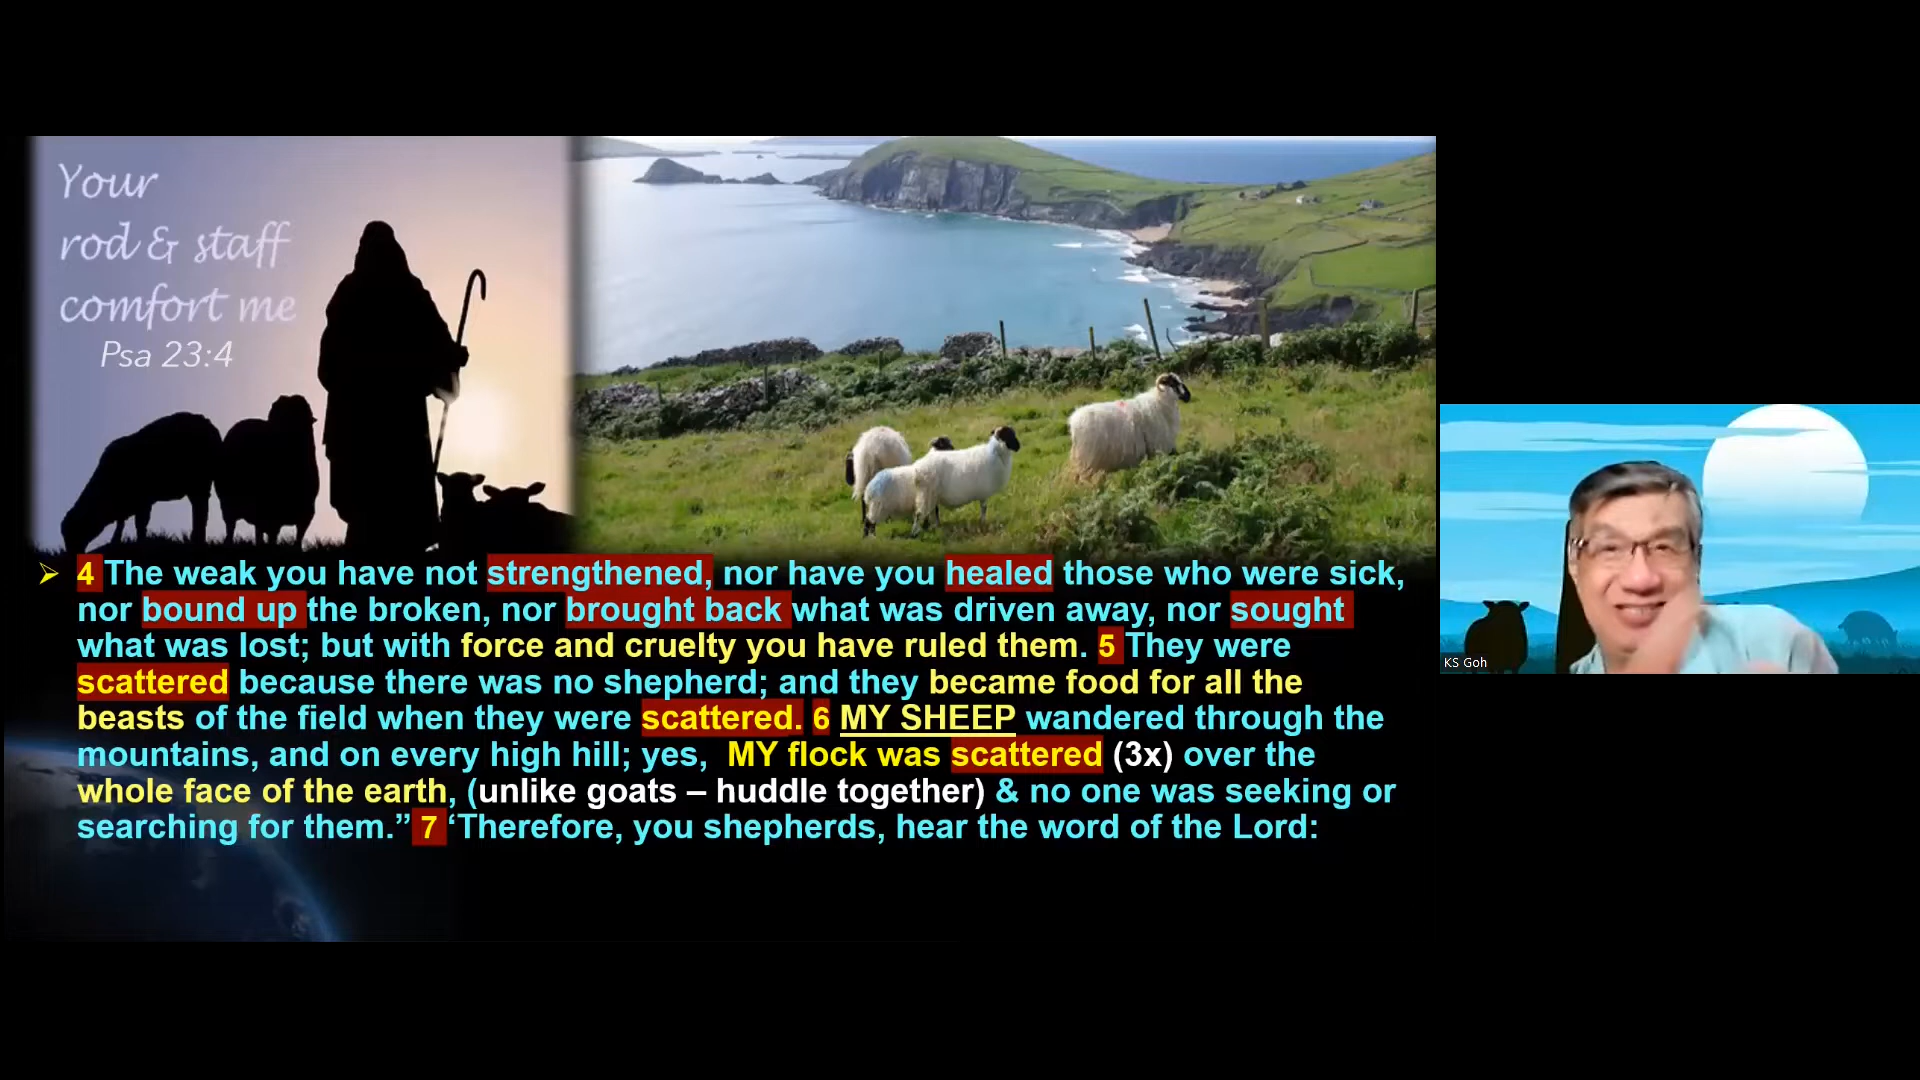 Your
rod & staff
comfort me
Psa 23:4
➢ 4 The weak you have not strengthened, nor have you healed those who were sick,
nor bound up the broken, nor brought back what was driven away, nor sought
what was lost; but with force and cruelty you have ruled them. 5 They were
scattered because there was no shepherd; and they became food for all the
beasts of the field when they were scattered. 6 MY SHEEP wandered through the
mountains, and on every high hill; yes, MY flock was scattered (3x) over the
whole face of the earth, (unlike goats – huddle together) & no one was seeking or
searching for them.” 7 ‘Therefore, you shepherds, hear the word of the Lord:
KS Goh